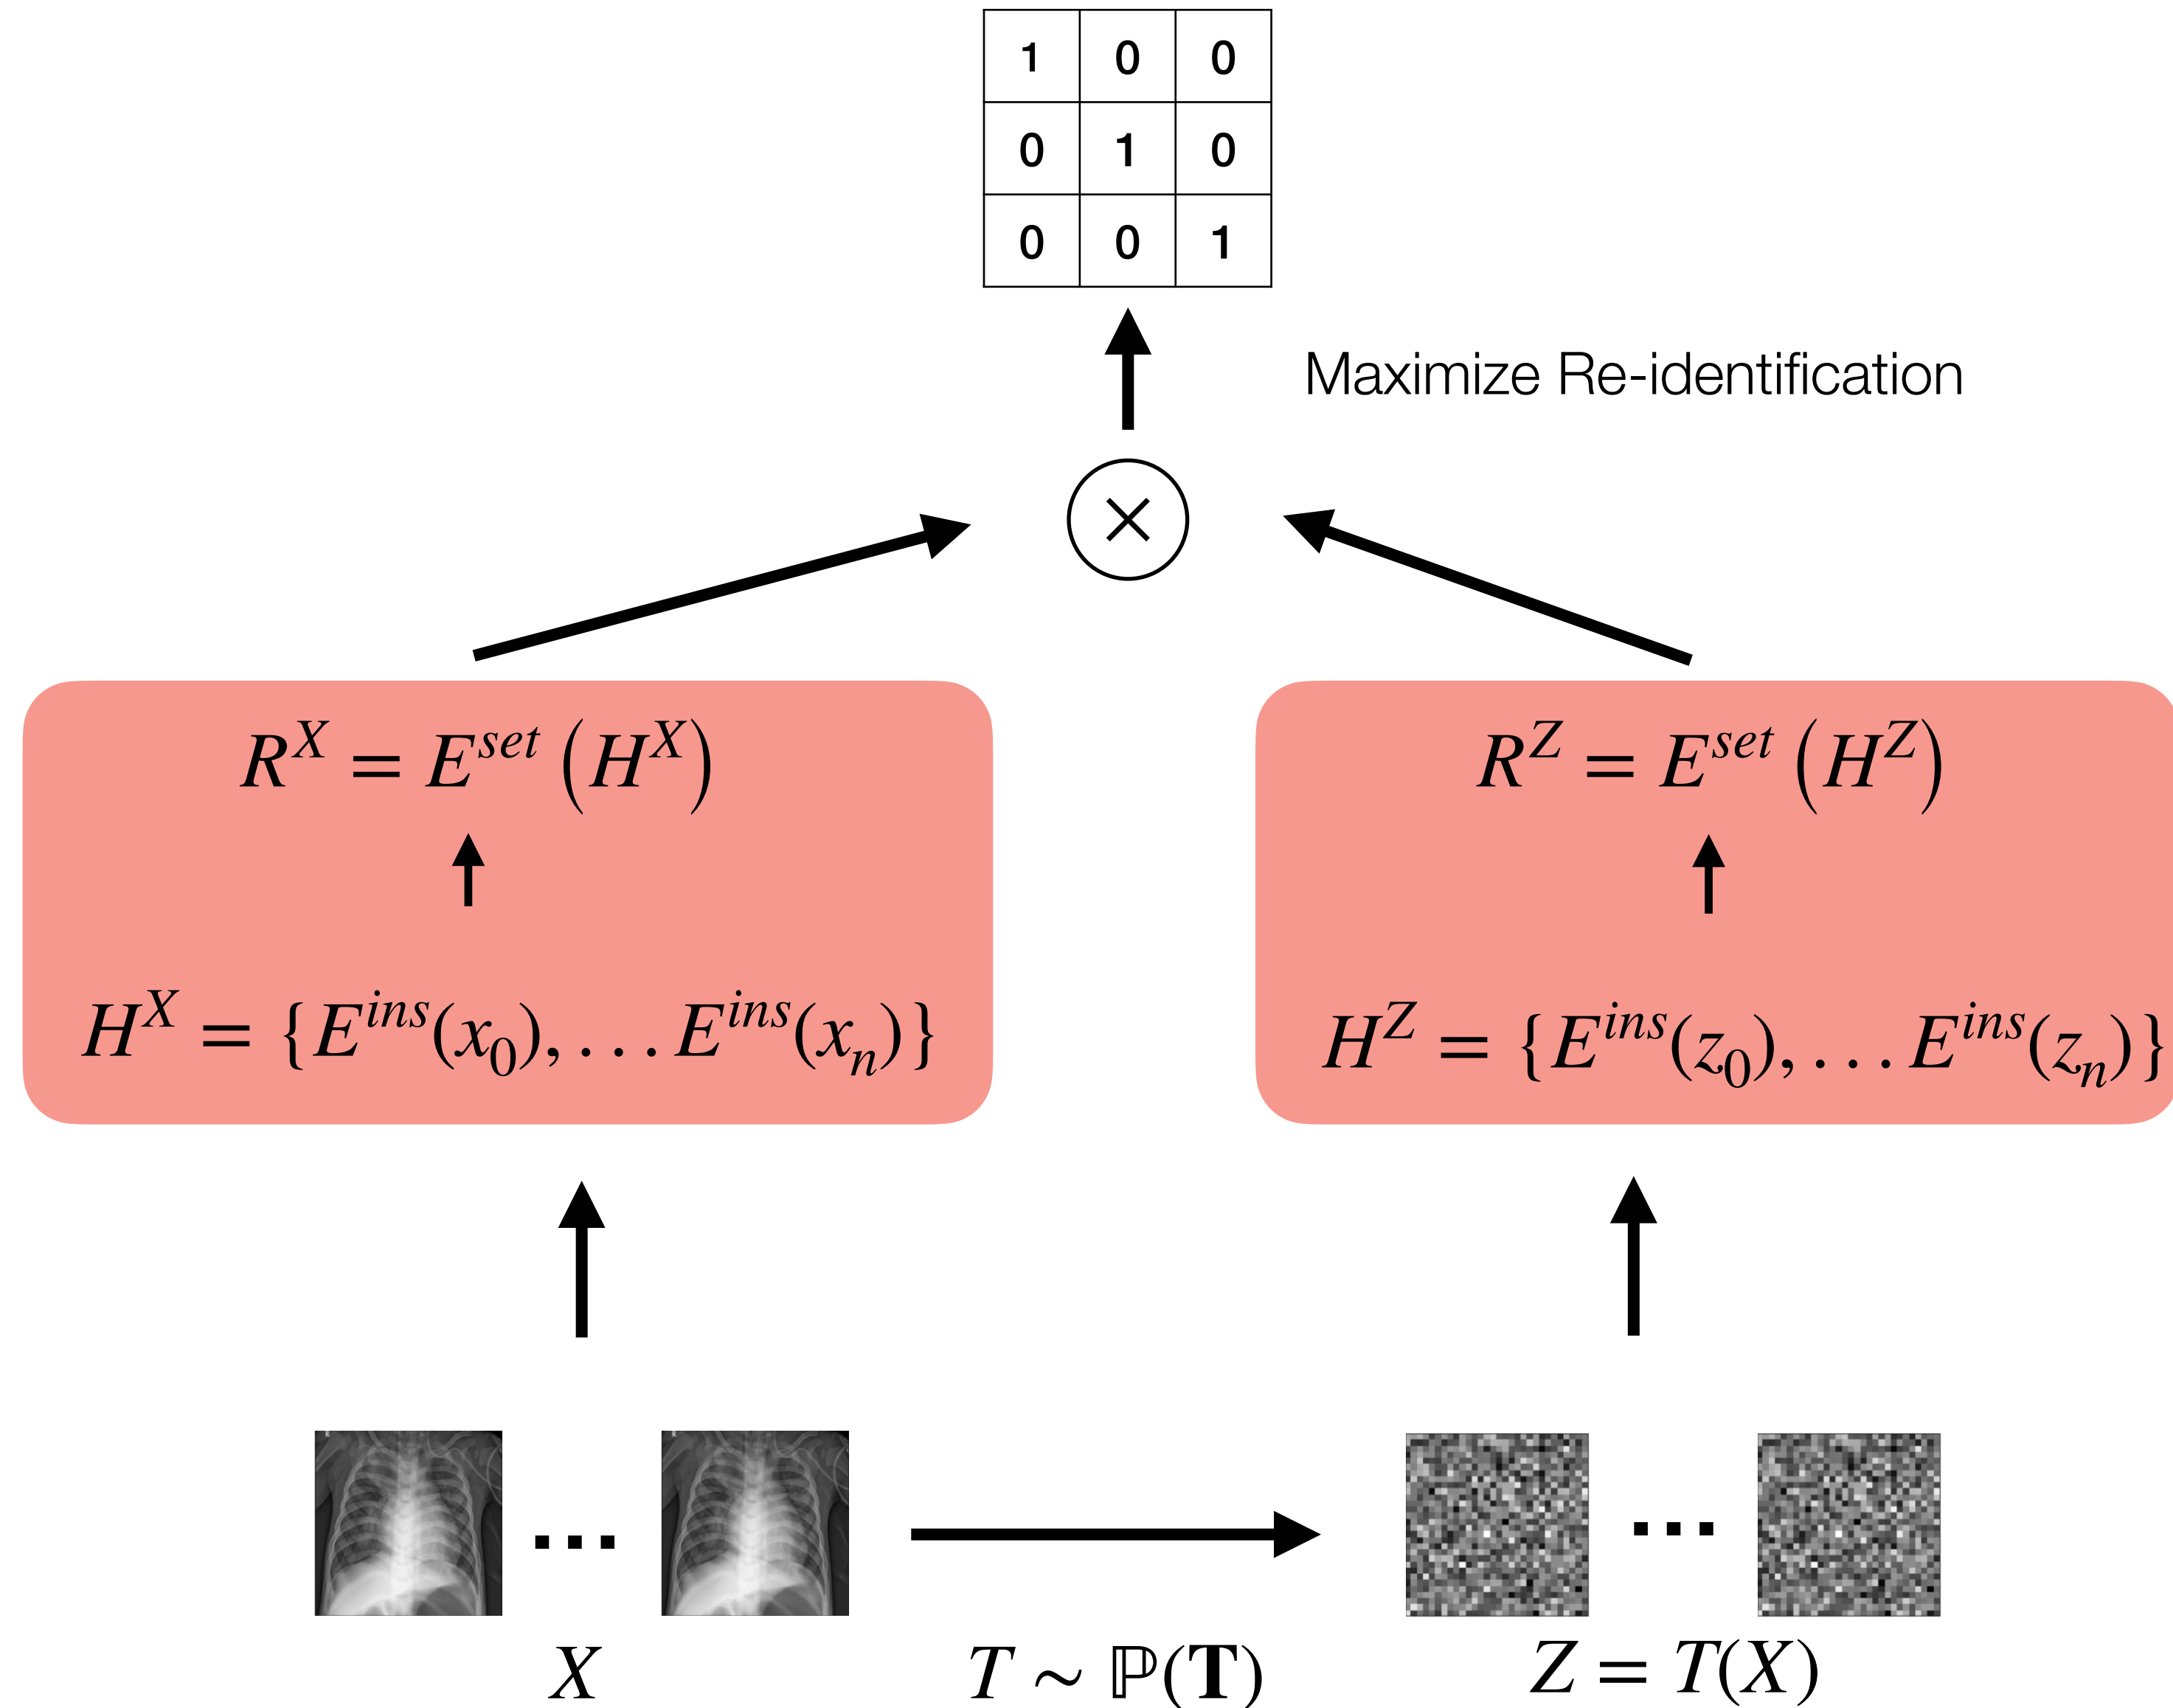 1 0 0
0 1 0
0 0 1
Maximize Re-identification
×
R^X = E^{set} (H^X)
R^Z = E^{set} (H^Z)
H^X = {E^{ins}(x_0), … E^{ins}(x_n)}
H^Z = {E^{ins}(z_0), … . E^{ins}(z_n)}
X
T ∼ ℙ(𝐓)
Z = T(X)